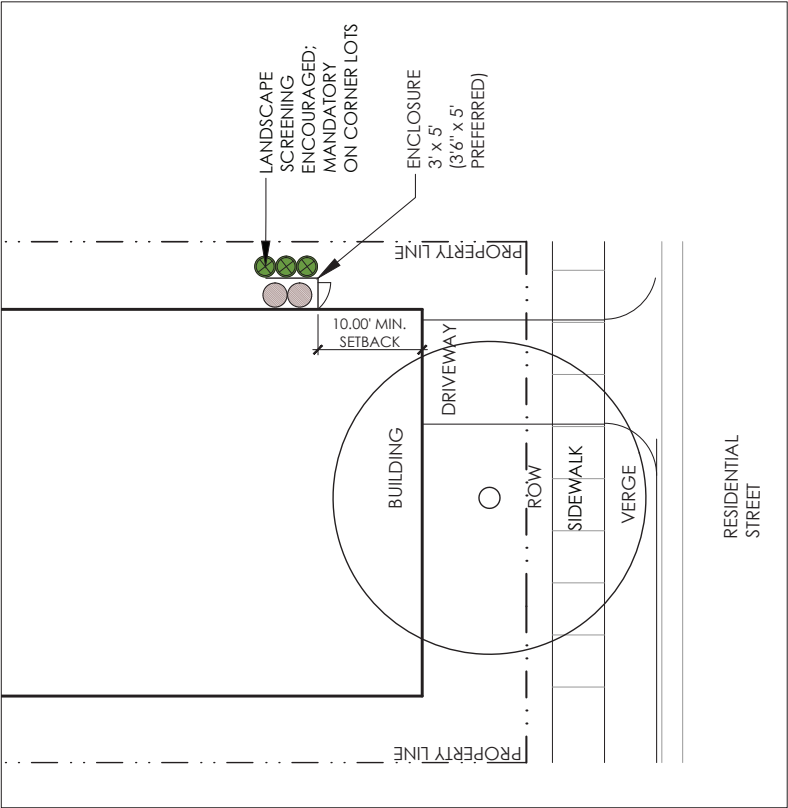 LANDSCAPE
SCREENING
ENCOURAGED;
MANDATORY
ON CORNER LOTS
ENCLOSURE
3' x 5'
(3'6" x 5'
PREFERRED)
PROPERTY LINE
10.00' MIN.
SETBACK
DRIVEWAY
BUILDING
ROW
SIDEWALK
VERGE
RESIDENTIAL
STREET
PROPERTY LINE